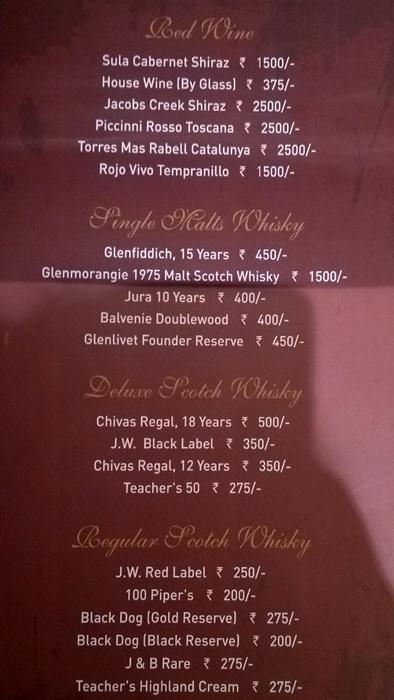 Red Wine
Sula Cabernet Shiraz ₹ 1500/-
House Wine (By Glass) ₹ 375/-
Jacobs Creek Shiraz ₹ 2500/-
Piccinni Rosso Toscana ₹ 2500/-
Torres Mas Rabell Catalunya ₹ 2500/-
Rojo Vivo Tempranillo ₹ 1500/-
Single Malts Whisky
Glenfiddich, 15 Years ₹ 450/-
Glenmorangie 1975 Malt Scotch Whisky ₹ 1500/-
Jura 10 Years ₹ 400/-
Balvenie Doublewood ₹ 400/-
Glenlivet Founder Reserve ₹ 450/-
Deluxe Scotch Whisky
Chivas Regal, 18 Years ₹ 500/-
J.W. Black Label ₹ 350/-
Chivas Regal, 12 Years ₹ 350/-
Teacher's 50 ₹ 275/-
Regular Scotch Whisky
J.W. Red Label ₹ 250/-
100 Piper's ₹ 200/-
Black Dog (Gold Reserve) ₹ 275/-
Black Dog (Black Reserve) ₹ 200/-
J & B Rare ₹ 275/-
Teacher's Highland Cream ₹ 275/-